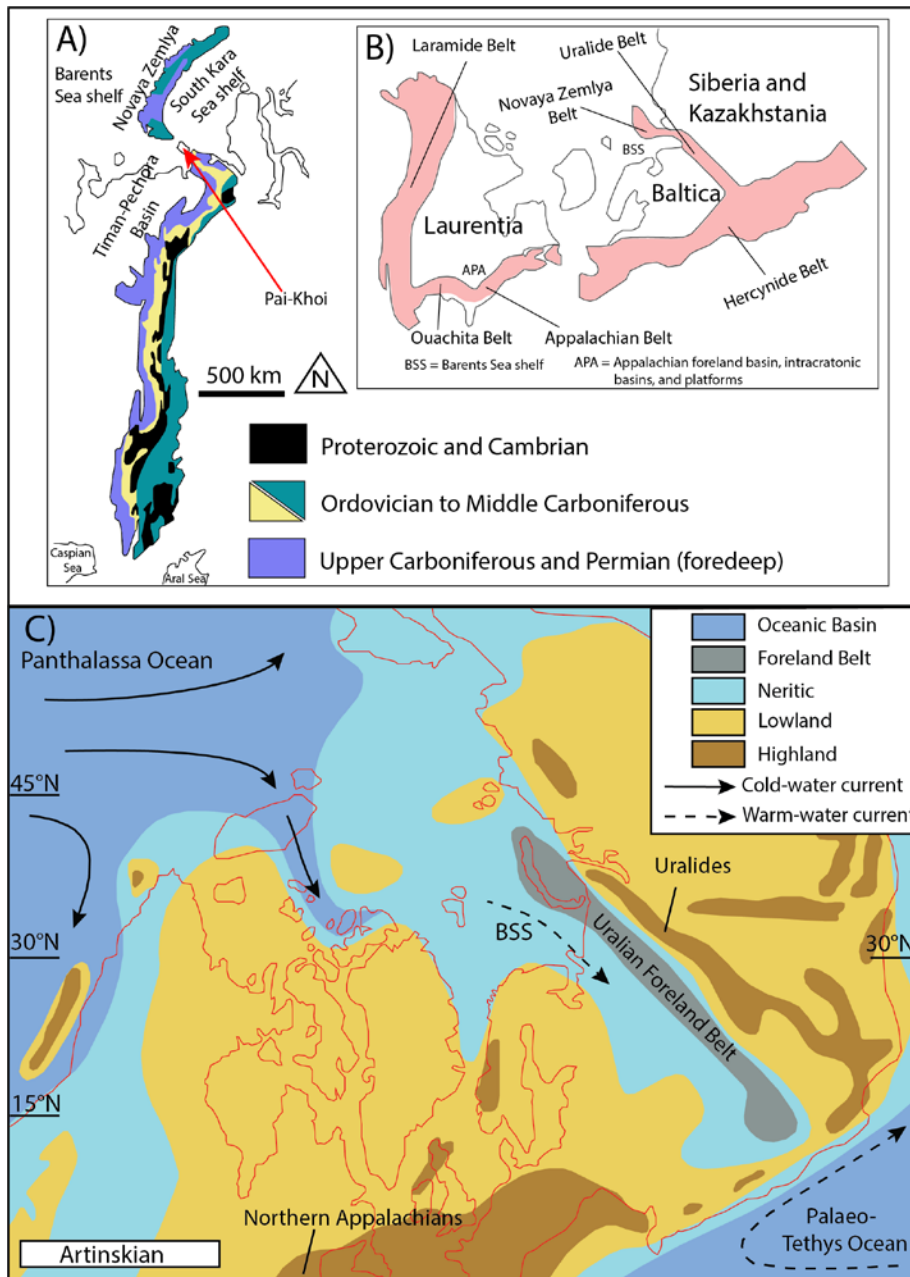 A)
Barents
Sea shelf
Novaya Zemlya
South Kara
Sea shelf
Timan-Pechora
Basin
Pai-Khoi
500 km
N
Caspian
Sea
Aral Sea
Proterozoic and Cambrian
Ordovician to Middle Carboniferous
Upper Carboniferous and Permian (foredeep)
B)
Laramide Belt
Uralide Belt
Novaya Zemlya
Belt
Siberia and
Kazakhstania
BSS
Baltica
Laurentia
APA
Hercynide Belt
Ouachita Belt
Appalachian Belt
BSS = Barents Sea shelf
APA = Appalachian foreland basin, intracratonic
basins, and platforms
C)
Panthalassa Ocean
Oceanic Basin
Foreland Belt
Neritic
Lowland
Highland
Cold-water current
Warm-water current
45°N
30°N
15°N
Uralides
BSS
30°N
Uralian Foreland Belt
Northern Appalachians
Palaeo-
Tethys Ocean
Artinskian